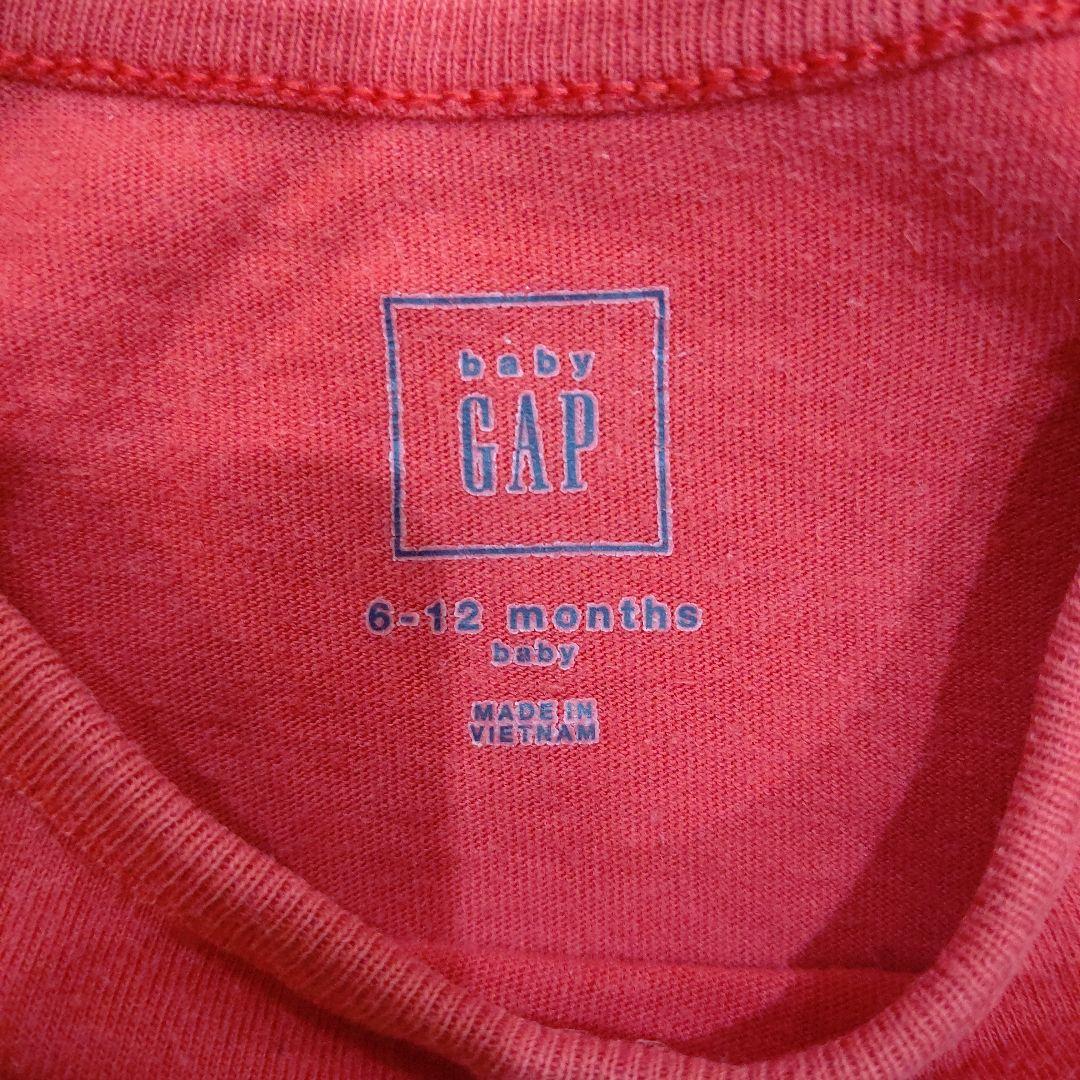 baby
GAP
6-12 months
baby
MADE IN
VIETNAM